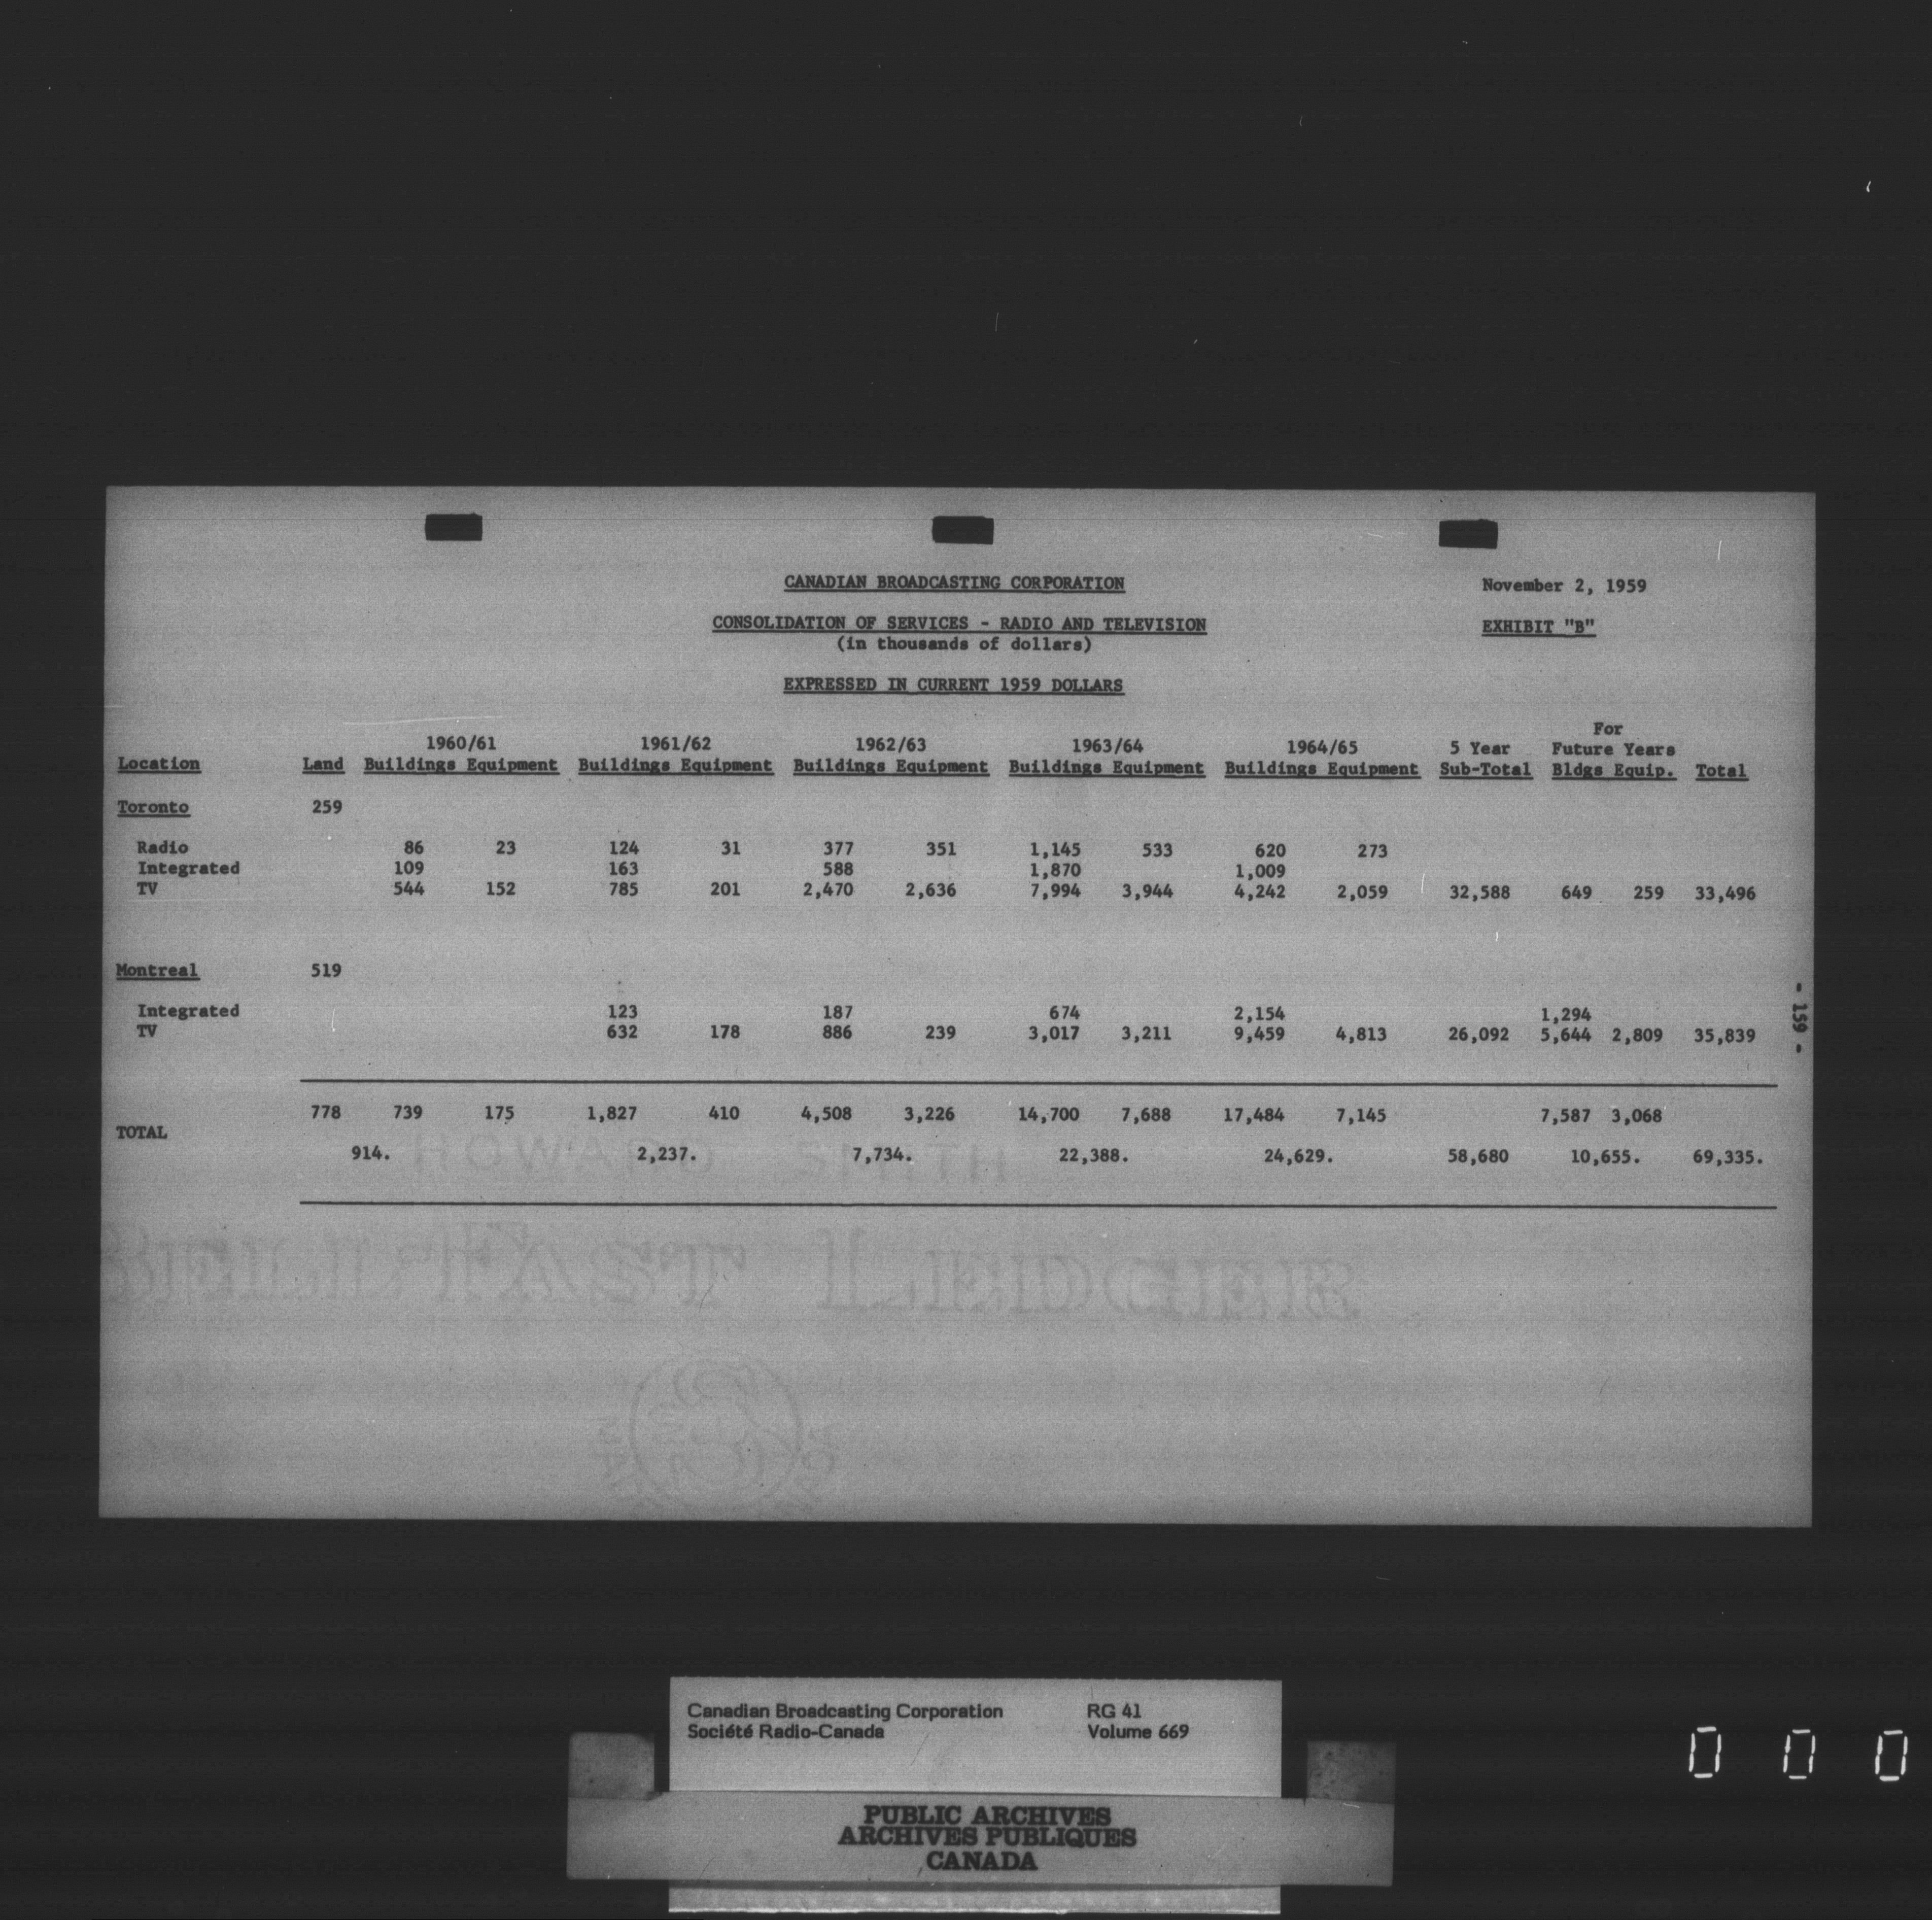 CANADIAN BROADCASTING CORPORATION
November 2, 1959
CONSOLIDATION OF SERVICES - RADIO AND TELEVISION
EXHIBIT "B"
(in thousands of dollars)
EXPRESSED IN CURRENT 1959 DOLLARS
For
1960/61 1961/62 1962/63 1963/64 1964/65 5 Year Future Years
Location Land Buildings Equipment Buildings Equipment Buildings Equipment Buildings Equipment Buildings Equipment Sub-Total Bldgs Equip. Total
Toronto 259
Radio 86 23 124 31 377 351 1,145 533 620 273
Integrated 109 163 588 1,870 1,009
TV 544 152 785 201 2,470 2,636 7,994 3,944 4,242 2,059 32,588 649 259 33,496
Montreal 519
Integrated 123 187 674 2,154 1,294
TV 632 178 886 239 3,017 3,211 9,459 4,813 26,092 5,644 2,809 35,839
- 159 -
778 739 175 1,827 410 4,508 3,226 14,700 7,688 17,484 7,145 7,587 3,068
TOTAL
914. 2,237. 7,734. 22,388. 24,629. 58,680 10,655. 69,335.
HOWARD SMITH
BELL-FAST LEDGER
Canadian Broadcasting Corporation RG 41
Société Radio-Canada Volume 669
PUBLIC ARCHIVES
ARCHIVES PUBLIQUES
CANADA
0 0 0